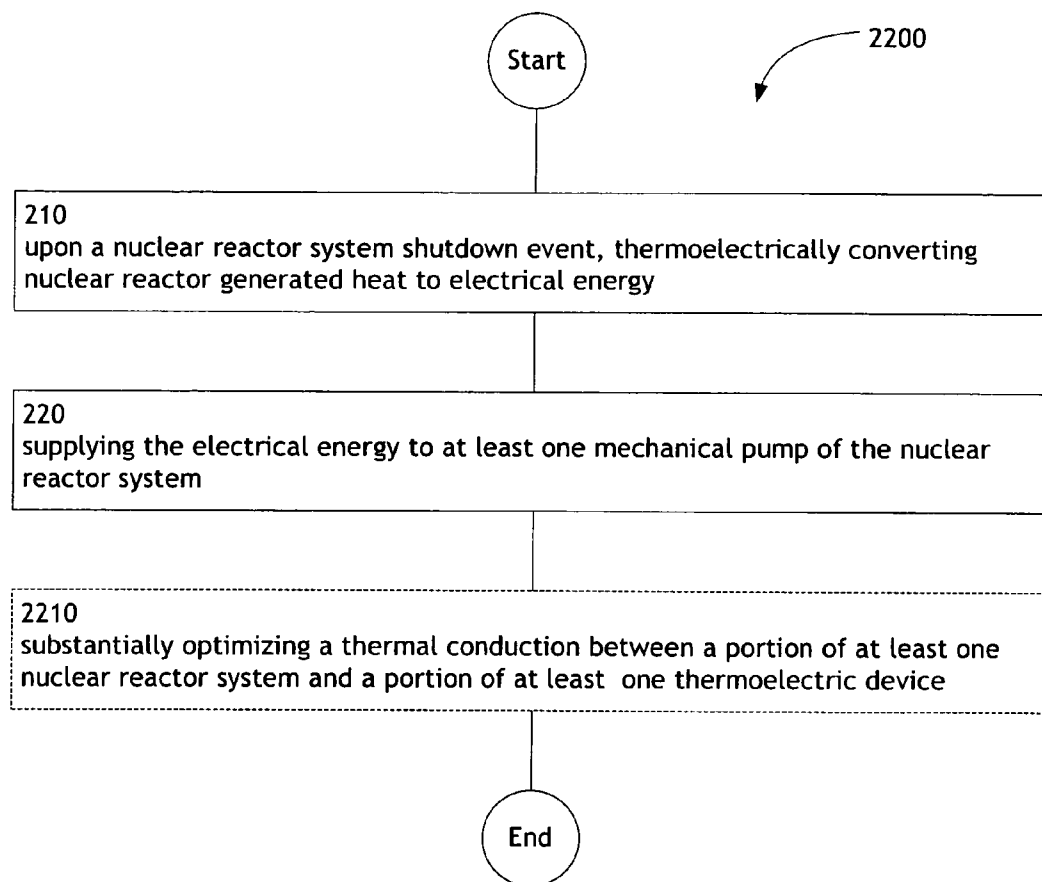 Start
2200
210
upon a nuclear reactor system shutdown event, thermoelectrically converting
nuclear reactor generated heat to electrical energy
220
supplying the electrical energy to at least one mechanical pump of the nuclear
reactor system
2210
substantially optimizing a thermal conduction between a portion of at least one
nuclear reactor system and a portion of at least one thermoelectric device
End